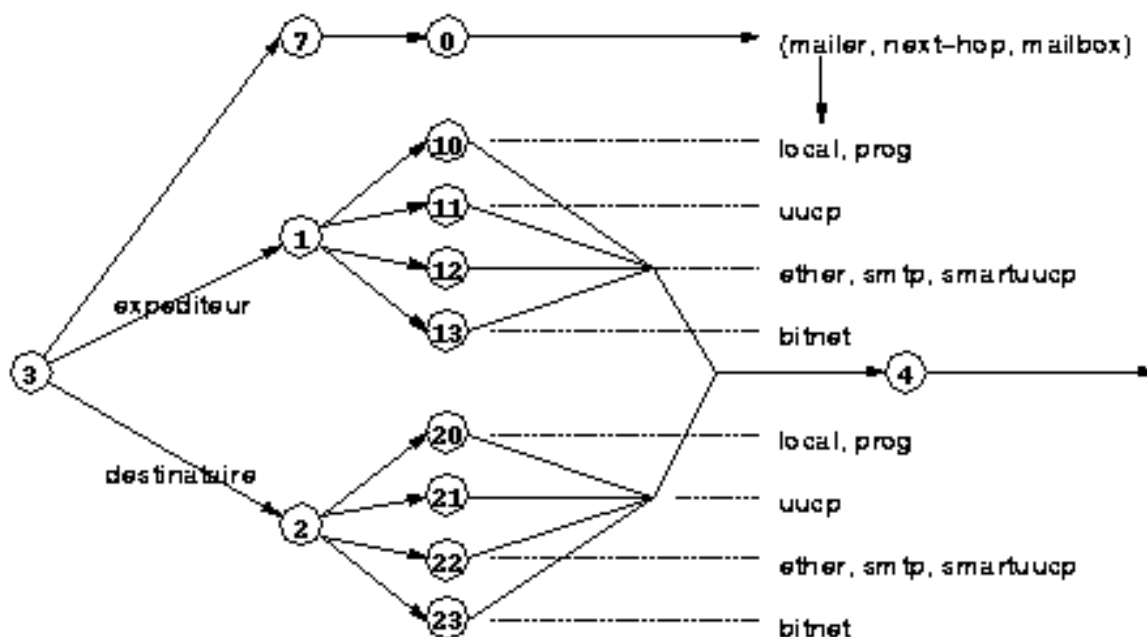 7 0 (mailer, next-hop, mailbox)
10 local, prog
11 uucp
1
12 ether, smtp, smartuucp
expediteur
13 bitnet
3 4
20 local, prog
destinataire
21 uucp
2
22 ether, smtp, smartuucp
23 bitnet